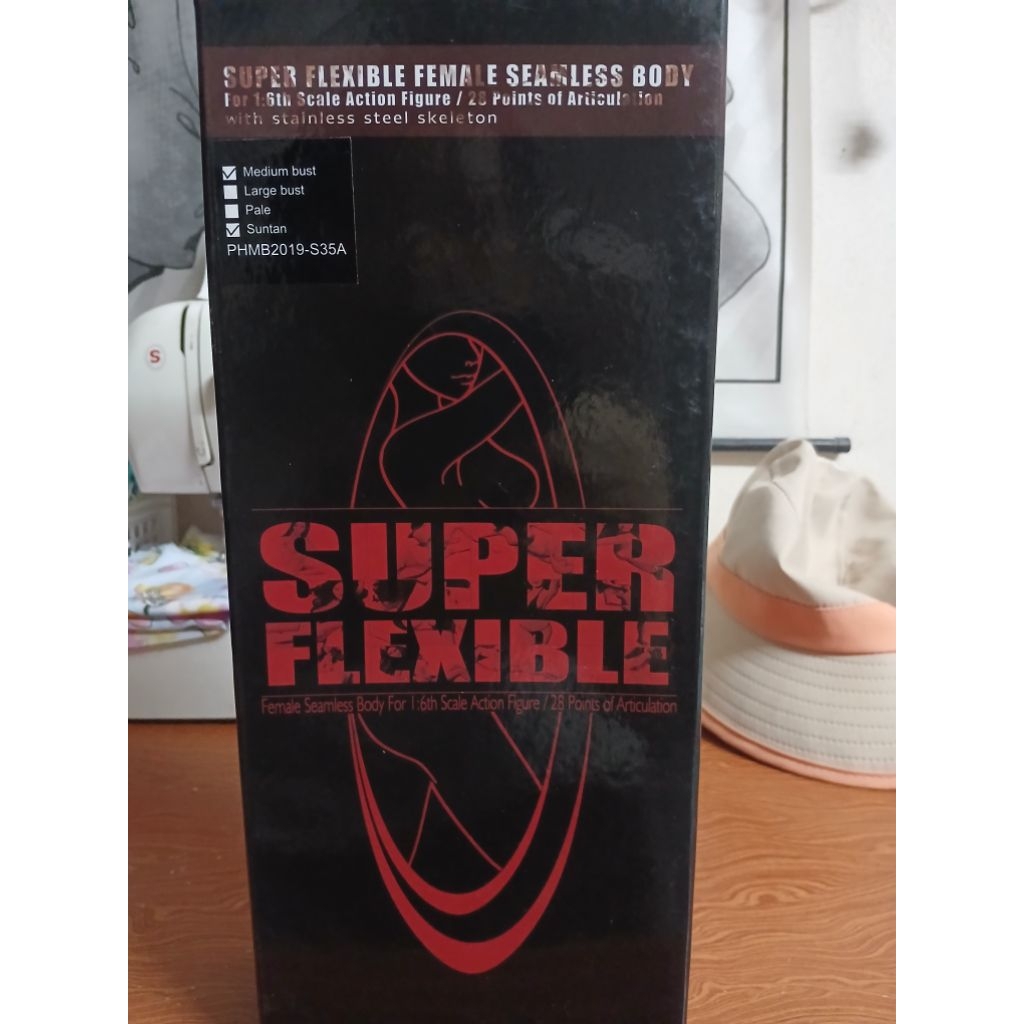 SUPER FLEXIBLE FEMALE SEAMLESS BODY
For 1:6th Scale Action Figure / 28 Points of Articulation
with stainless steel skeleton
Medium bust
Large bust
Pale
Suntan
PHMB2019-S35A
S
SUPER
FLEXIBLE
Female Seamless Body For 1:6th Scale Action Figure / 28 Points of Articulation